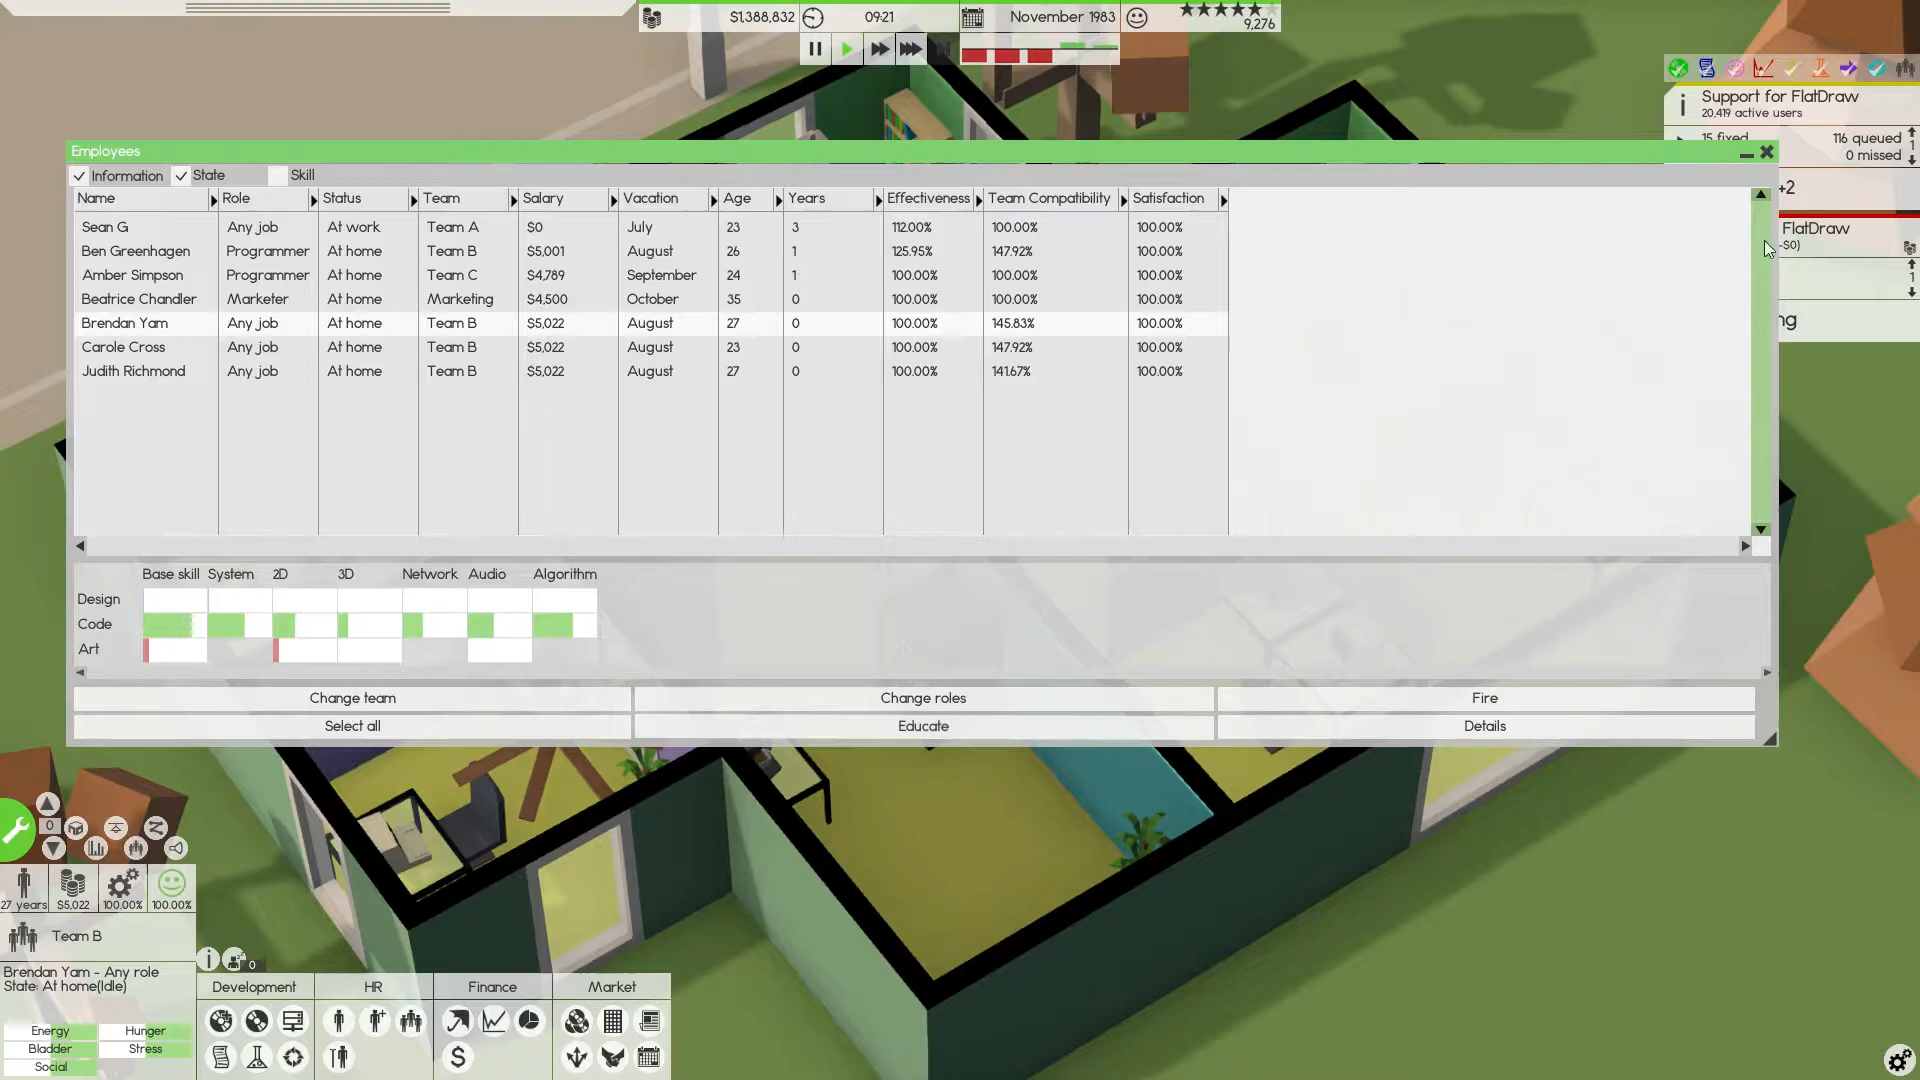 $1,388,832
09:21
November 1983
9,276
Support for FlatDraw
20,419 active users
15 fixed
116 queued
0 missed
1
+2
FlatDraw
-$0)
1
ng
Employees
Information State Skill
Name Role Status Team Salary Vacation Age Years Effectiveness Team Compatibility Satisfaction
Sean G Any job At work Team A $0 July 23 3 112.00% 100.00% 100.00%
Ben Greenhagen Programmer At home Team B $5,001 August 26 1 125.95% 147.92% 100.00%
Amber Simpson Programmer At home Team C $4,789 September 24 1 100.00% 100.00% 100.00%
Beatrice Chandler Marketer At home Marketing $4,500 October 35 0 100.00% 100.00% 100.00%
Brendan Yam Any job At home Team B $5,022 August 27 0 100.00% 145.83% 100.00%
Carole Cross Any job At home Team B $5,022 August 23 0 100.00% 147.92% 100.00%
Judith Richmond Any job At home Team B $5,022 August 27 0 100.00% 141.67% 100.00%
Base skill System 2D 3D Network Audio Algorithm
Design
Code
Art
Change team Change roles Fire
Select all Educate Details
0
27 years $5,022 100.00% 100.00%
Team B
Brendan Yam - Any role
State: At home(Idle)
Energy Hunger
Bladder Stress
Social
0
Development HR Finance Market